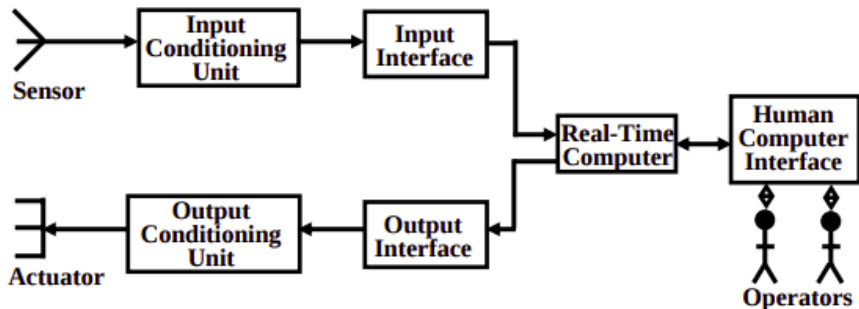 Sensor
Input
Conditioning
Unit
Input
Interface
Real-Time
Computer
Human
Computer
Interface
Actuator
Output
Conditioning
Unit
Output
Interface
Operators